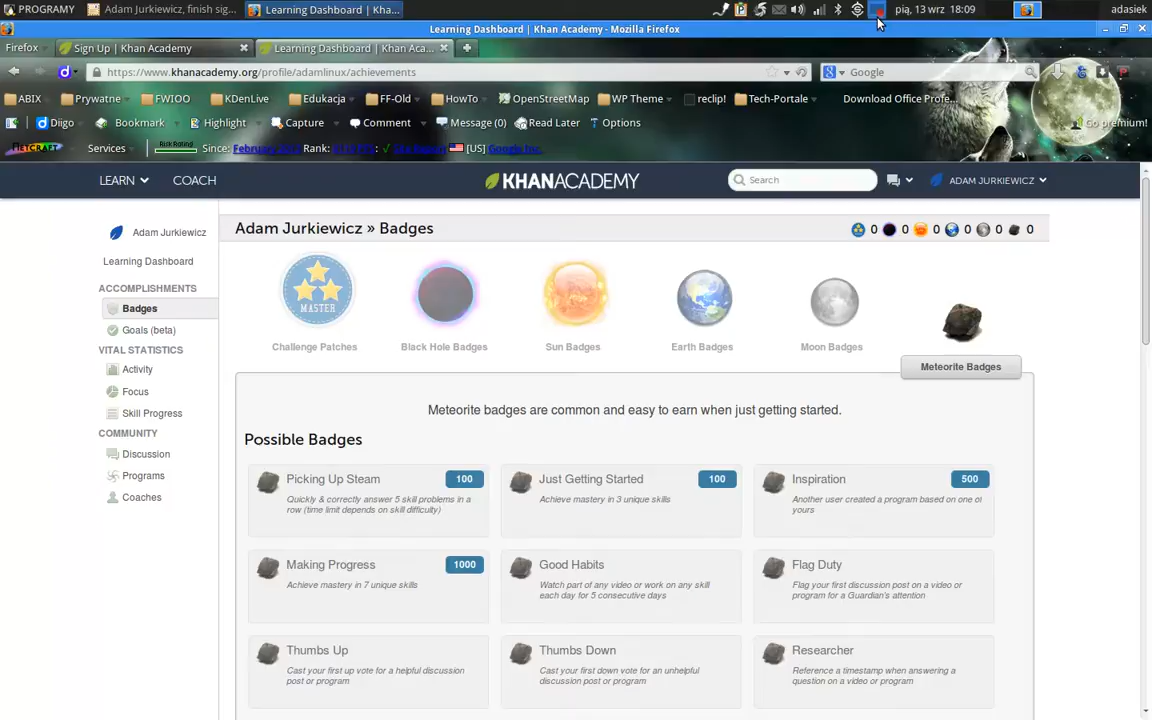 PROGRAMY Adam Jurkiewicz, finish sig... Learning Dashboard | Kha... pią, 13 wrz 18:09 adasiek
Learning Dashboard | Khan Academy - Mozilla Firefox
Firefox Sign Up | Khan Academy Learning Dashboard | Khan Aca...
https://www.khanacademy.org/profile/adamlinux/achievements Google
ABIX Prywatne FWIOO KDenLive Edukacja FF-Old HowTo OpenStreetMap WP Theme reclip! Tech-Portale Download Office Profe...
Diigo Bookmark Highlight Capture Comment Message (0) Read Later Options Go premium!
NETCRAFT Services Risk Rating Since: Rank: Site Report [US] Google Inc.
LEARN COACH KHANACADEMY Search ADAM JURKIEWICZ
Adam Jurkiewicz
Learning Dashboard
ACCOMPLISHMENTS
Badges
Goals (beta)
VITAL STATISTICS
Activity
Focus
Skill Progress
COMMUNITY
Discussion
Programs
Coaches
Adam Jurkiewicz » Badges 0 0 0 0 0 0
MASTER
Challenge Patches Black Hole Badges Sun Badges Earth Badges Moon Badges
Meteorite Badges
Meteorite badges are common and easy to earn when just getting started.
Possible Badges
Picking Up Steam 100
Quickly & correctly answer 5 skill problems in a
row (time limit depends on skill difficulty)
Just Getting Started 100
Achieve mastery in 3 unique skills
Inspiration 500
Another user created a program based on one of
yours
Making Progress 1000
Achieve mastery in 7 unique skills
Good Habits
Watch part of any video or work on any skill
each day for 5 consecutive days
Flag Duty
Flag your first discussion post on a video or
program for a Guardian's attention
Thumbs Up
Cast your first up vote for a helpful discussion
post or program
Thumbs Down
Cast your first down vote for an unhelpful
discussion post or program
Researcher
Reference a timestamp when answering a
question on a video or program